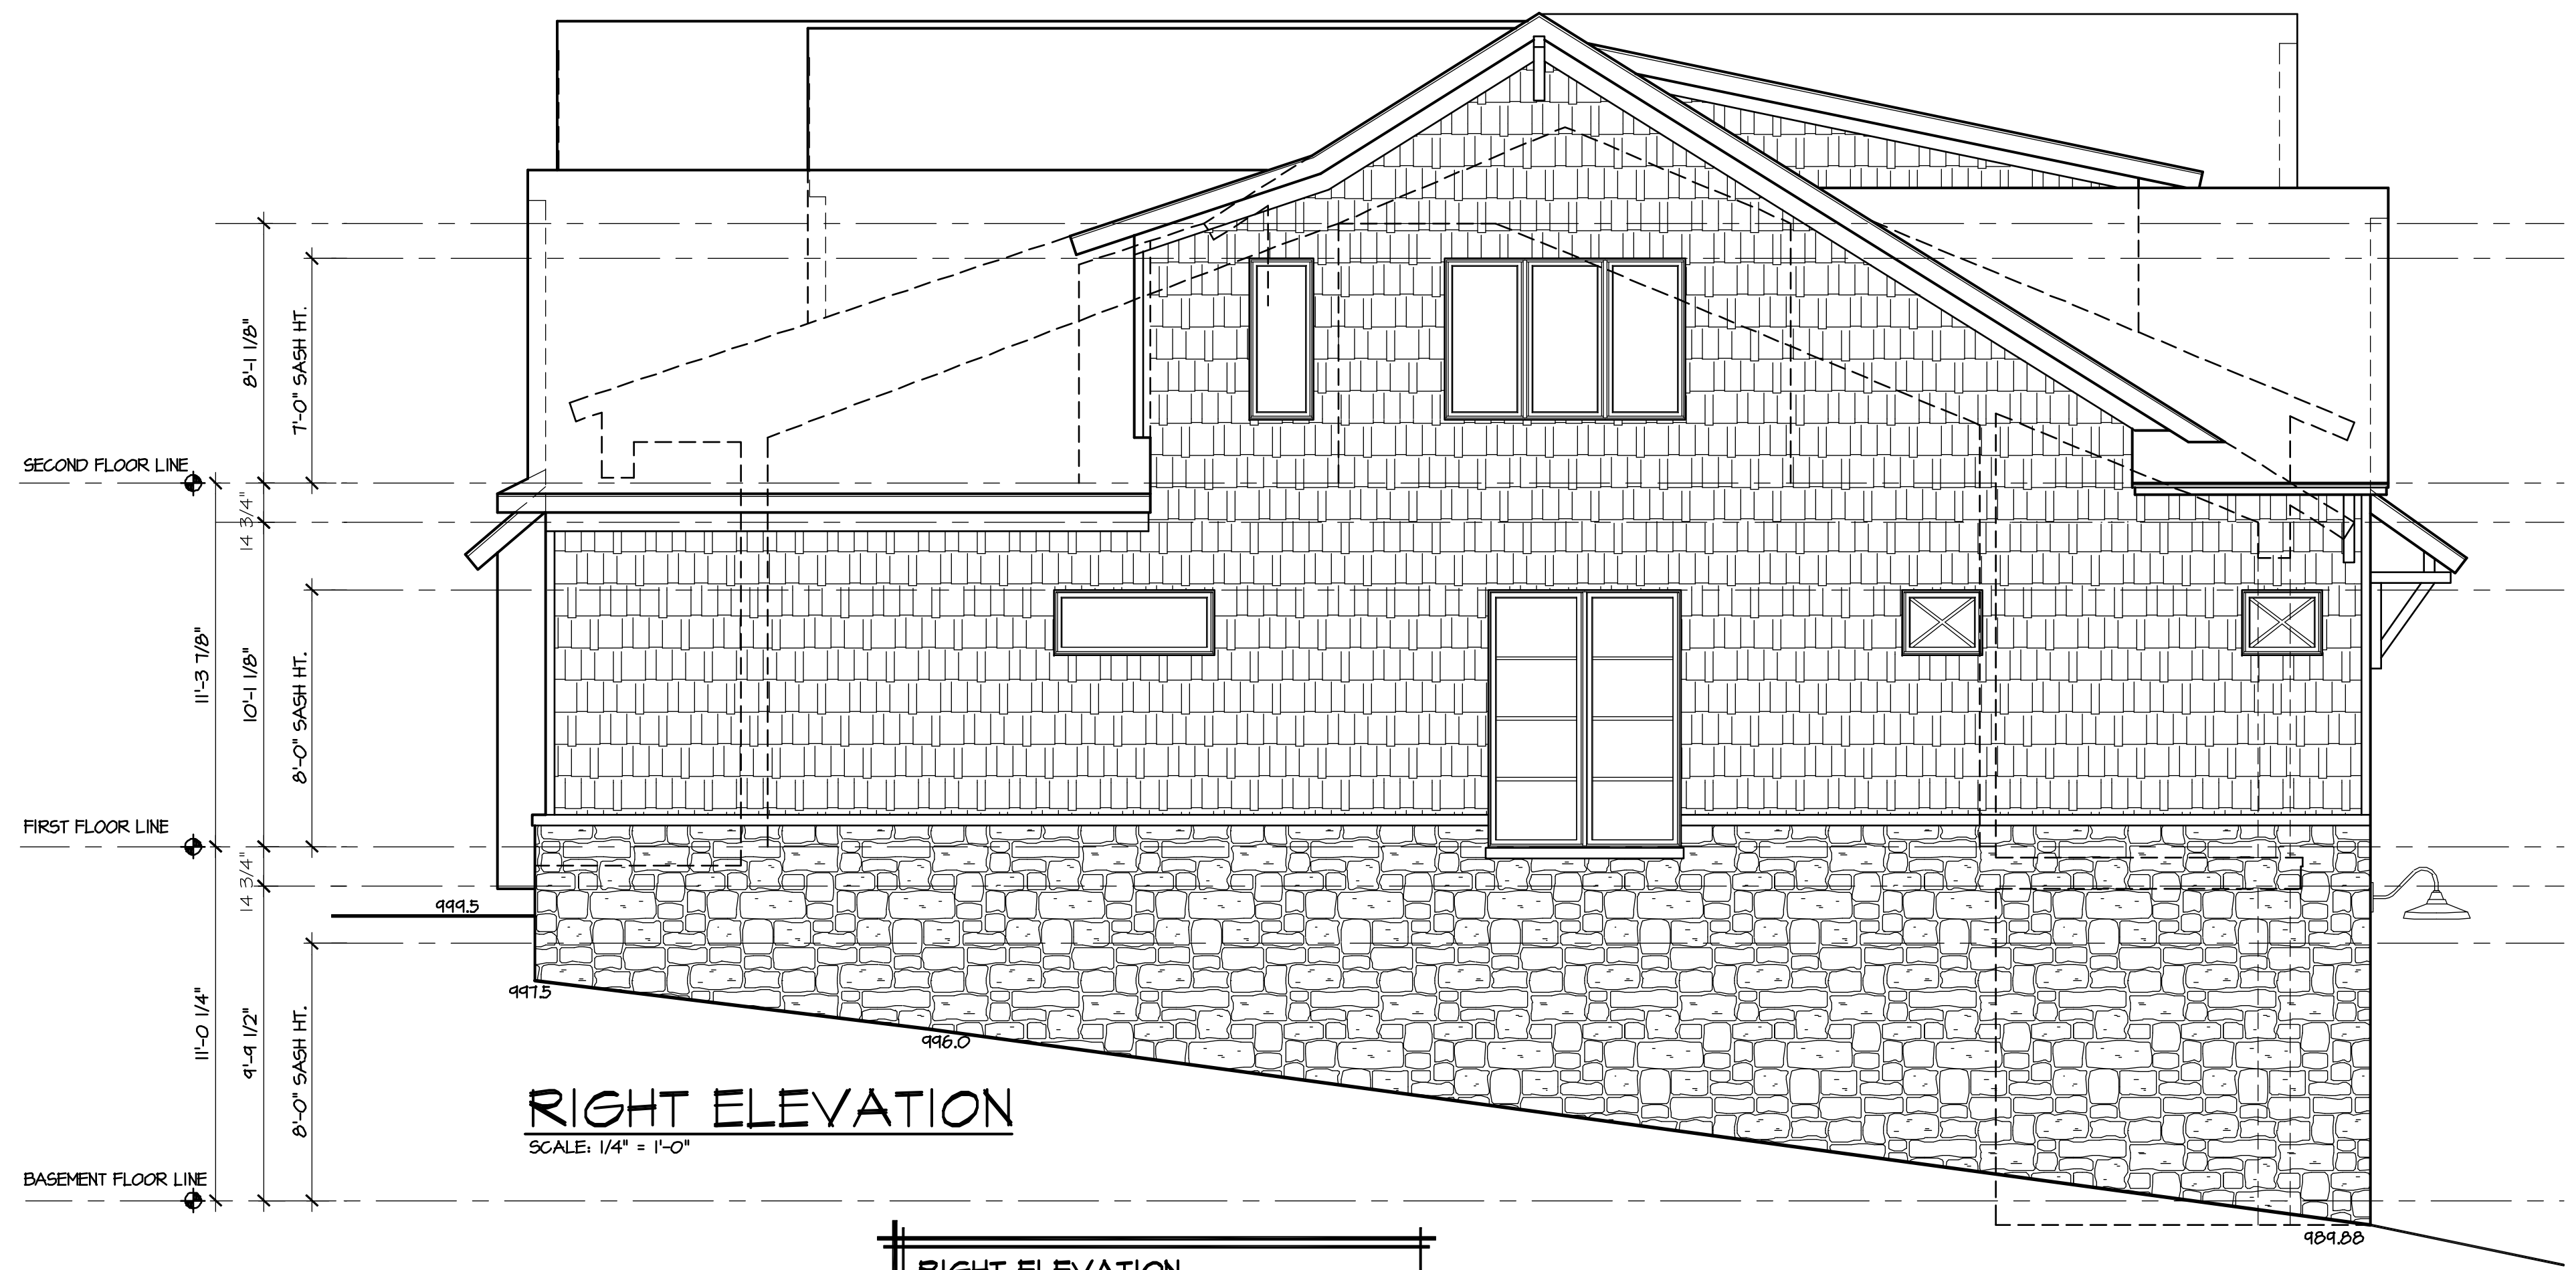 8'-1 1/8"
7'-0" SASH HT.
SECOND FLOOR LINE
14 3/4"
11'-3 7/8"
10'-1 1/8"
8'-0" SASH HT.
FIRST FLOOR LINE
14 3/4"
999.5
997.5
996.0
11'-0 1/4"
9'-9 1/2"
8'-0" SASH HT.
RIGHT ELEVATION
SCALE: 1/4" = 1'-0"
BASEMENT FLOOR LINE
989.88
RIGHT ELEVATION